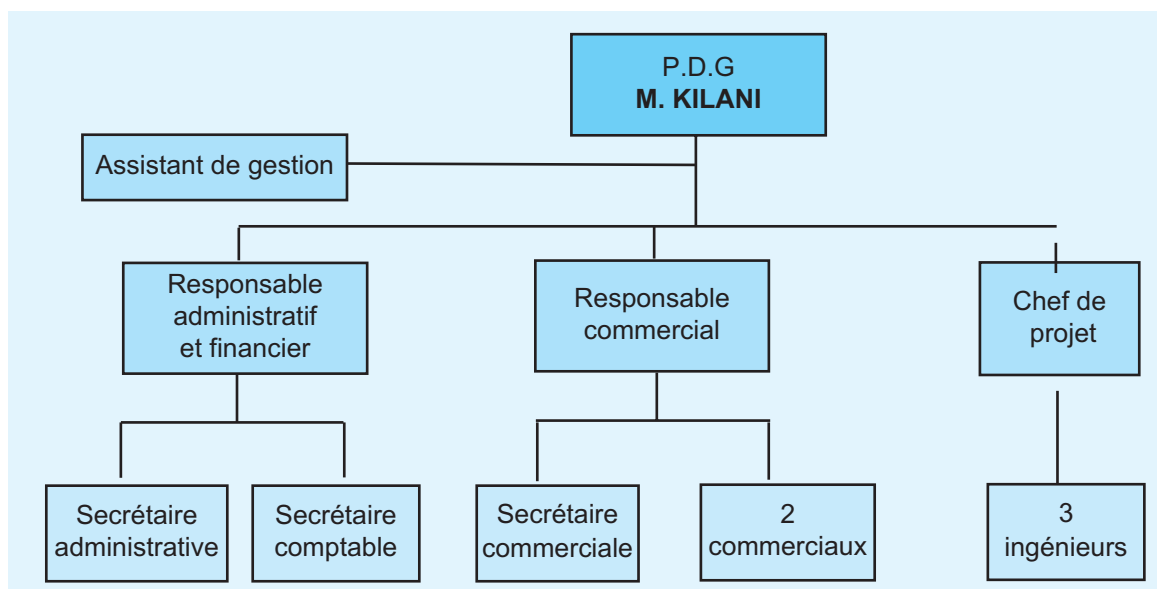 P.D.G
M. KILANI
Assistant de gestion
Responsable
administratif
et financier
Responsable
commercial
Chef de
projet
Secrétaire
administrative
Secrétaire
comptable
Secrétaire
commerciale
2
commerciaux
3
ingénieurs